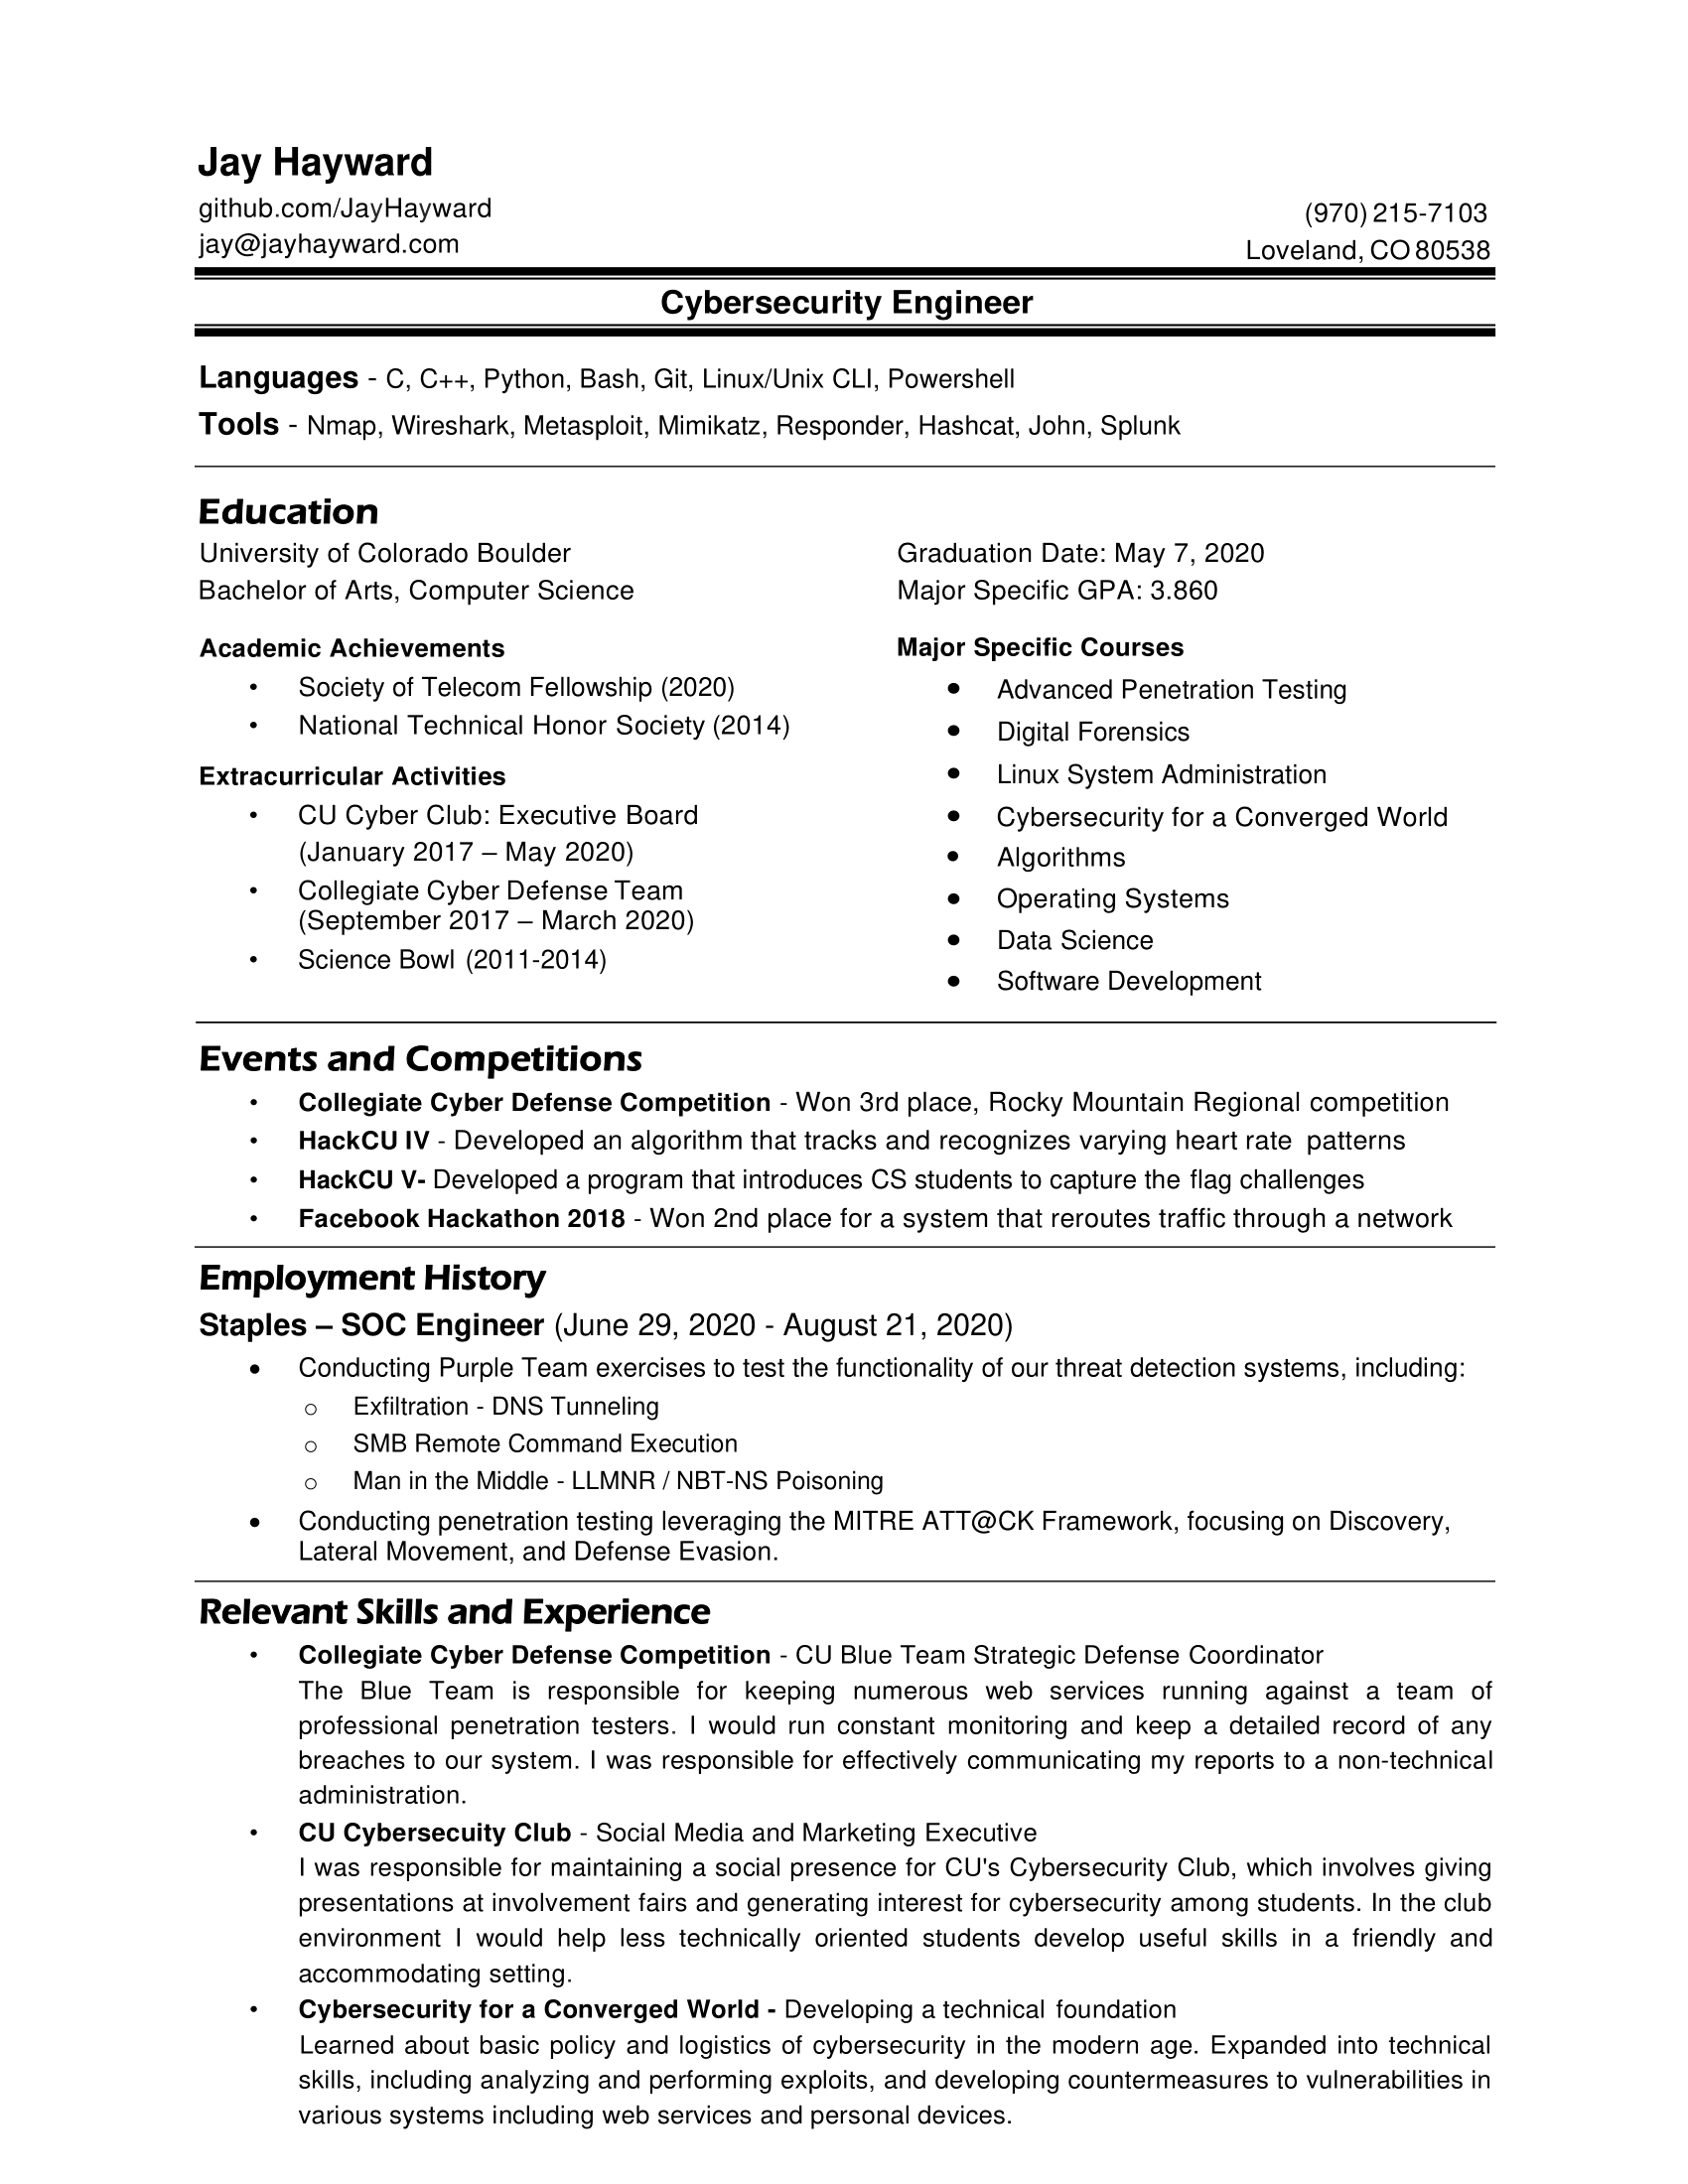 Jay Hayward
github.com/JayHayward
jay@jayhayward.com
(970) 215-7103
Loveland, CO 80538
Cybersecurity Engineer
Languages - C, C++, Python, Bash, Git, Linux/Unix CLI, Powershell
Tools - Nmap, Wireshark, Metasploit, Mimikatz, Responder, Hashcat, John, Splunk
Education
University of Colorado Boulder
Bachelor of Arts, Computer Science
Academic Achievements
• Society of Telecom Fellowship (2020)
• National Technical Honor Society (2014)
Extracurricular Activities
• CU Cyber Club: Executive Board
(January 2017 – May 2020)
• Collegiate Cyber Defense Team
(September 2017 – March 2020)
• Science Bowl (2011-2014)
Graduation Date: May 7, 2020
Major Specific GPA: 3.860
Major Specific Courses
• Advanced Penetration Testing
• Digital Forensics
• Linux System Administration
• Cybersecurity for a Converged World
• Algorithms
• Operating Systems
• Data Science
• Software Development
Events and Competitions
• Collegiate Cyber Defense Competition - Won 3rd place, Rocky Mountain Regional competition
• HackCU IV - Developed an algorithm that tracks and recognizes varying heart rate patterns
• HackCU V- Developed a program that introduces CS students to capture the flag challenges
• Facebook Hackathon 2018 - Won 2nd place for a system that reroutes traffic through a network
Employment History
Staples – SOC Engineer (June 29, 2020 - August 21, 2020)
• Conducting Purple Team exercises to test the functionality of our threat detection systems, including:
o Exfiltration - DNS Tunneling
o SMB Remote Command Execution
o Man in the Middle - LLMNR / NBT-NS Poisoning
• Conducting penetration testing leveraging the MITRE ATT@CK Framework, focusing on Discovery,
Lateral Movement, and Defense Evasion.
Relevant Skills and Experience
• Collegiate Cyber Defense Competition - CU Blue Team Strategic Defense Coordinator
The Blue Team is responsible for keeping numerous web services running against a team of
professional penetration testers. I would run constant monitoring and keep a detailed record of any
breaches to our system. I was responsible for effectively communicating my reports to a non-technical
administration.
• CU Cybersecuity Club - Social Media and Marketing Executive
I was responsible for maintaining a social presence for CU's Cybersecurity Club, which involves giving
presentations at involvement fairs and generating interest for cybersecurity among students. In the club
environment I would help less technically oriented students develop useful skills in a friendly and
accommodating setting.
• Cybersecurity for a Converged World - Developing a technical foundation
Learned about basic policy and logistics of cybersecurity in the modern age. Expanded into technical
skills, including analyzing and performing exploits, and developing countermeasures to vulnerabilities in
various systems including web services and personal devices.